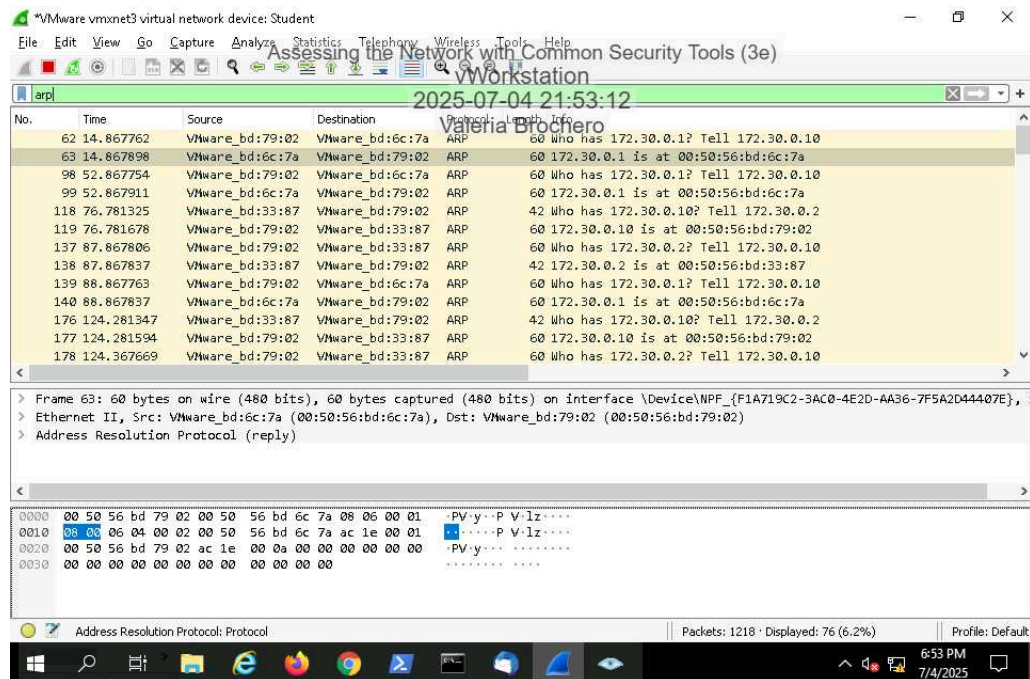 *VMware vmxnet3 virtual network device: Student
File Edit View Go Capture Analyze Statistics Telephony Wireless Tools Help
Assessing the Network with Common Security Tools (3e)
vWorkstation
2025-07-04 21:53:12
Valeria Brochero
arp
No. Time Source Destination Protocol Length Info
62 14.867762 VMware_bd:79:02 VMware_bd:6c:7a ARP 60 Who has 172.30.0.1? Tell 172.30.0.10
63 14.867898 VMware_bd:6c:7a VMware_bd:79:02 ARP 60 172.30.0.1 is at 00:50:56:bd:6c:7a
98 52.867754 VMware_bd:79:02 VMware_bd:6c:7a ARP 60 Who has 172.30.0.1? Tell 172.30.0.10
99 52.867911 VMware_bd:6c:7a VMware_bd:79:02 ARP 60 172.30.0.1 is at 00:50:56:bd:6c:7a
118 76.781325 VMware_bd:33:87 VMware_bd:79:02 ARP 42 Who has 172.30.0.10? Tell 172.30.0.2
119 76.781678 VMware_bd:79:02 VMware_bd:33:87 ARP 60 172.30.0.10 is at 00:50:56:bd:79:02
137 87.867806 VMware_bd:79:02 VMware_bd:33:87 ARP 60 Who has 172.30.0.2? Tell 172.30.0.10
138 87.867837 VMware_bd:33:87 VMware_bd:79:02 ARP 42 172.30.0.2 is at 00:50:56:bd:33:87
139 88.867763 VMware_bd:79:02 VMware_bd:6c:7a ARP 60 Who has 172.30.0.1? Tell 172.30.0.10
140 88.867837 VMware_bd:6c:7a VMware_bd:79:02 ARP 60 172.30.0.1 is at 00:50:56:bd:6c:7a
176 124.281347 VMware_bd:33:87 VMware_bd:79:02 ARP 42 Who has 172.30.0.10? Tell 172.30.0.2
177 124.281594 VMware_bd:79:02 VMware_bd:33:87 ARP 60 172.30.0.10 is at 00:50:56:bd:79:02
178 124.367669 VMware_bd:79:02 VMware_bd:33:87 ARP 60 Who has 172.30.0.2? Tell 172.30.0.10
> Frame 63: 60 bytes on wire (480 bits), 60 bytes captured (480 bits) on interface \Device\NPF_{F1A719C2-3AC0-4E2D-AA36-7F5A2D44407E},
> Ethernet II, Src: VMware_bd:6c:7a (00:50:56:bd:6c:7a), Dst: VMware_bd:79:02 (00:50:56:bd:79:02)
> Address Resolution Protocol (reply)
0000 00 50 56 bd 79 02 00 50 56 bd 6c 7a 08 06 00 01 ·PV·y··P V·lz····
0010 08 00 06 04 00 02 00 50 56 bd 6c 7a ac 1e 00 01 ·······P V·lz····
0020 00 50 56 bd 79 02 ac 1e 00 0a 00 00 00 00 00 00 ·PV·y··· ········
0030 00 00 00 00 00 00 00 00 00 00 00 00 ········ ····
Address Resolution Protocol: Protocol Packets: 1218 · Displayed: 76 (6.2%) Profile: Default
6:53 PM
7/4/2025